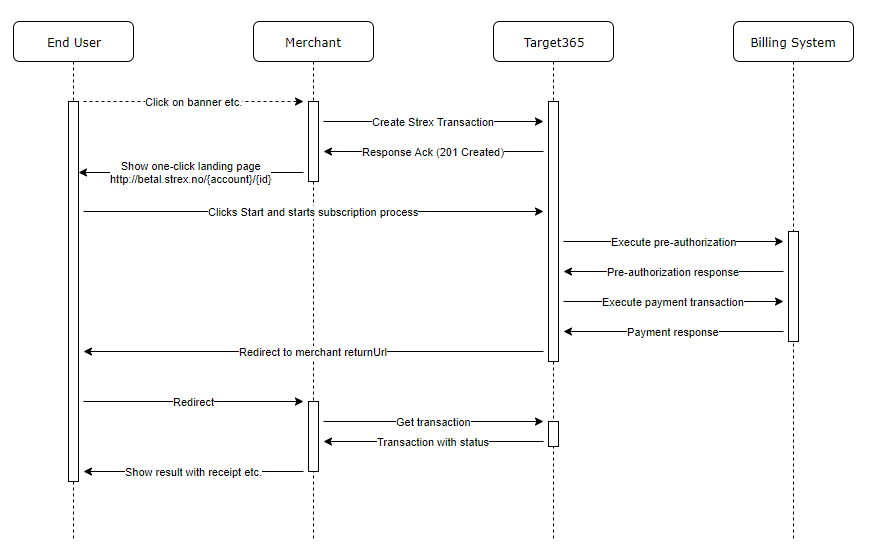 End User
Merchant
Target365
Billing System
Click on banner etc.
Create Strex Transaction
Response Ack (201 Created)
Show one-click landing page
http://betal.strex.no/{account}/{id}
Clicks Start and starts subscription process
Execute pre-authorization
Pre-authorization response
Execute payment transaction
Payment response
Redirect to merchant returnUrl
Redirect
Get transaction
Transaction with status
Show result with receipt etc.